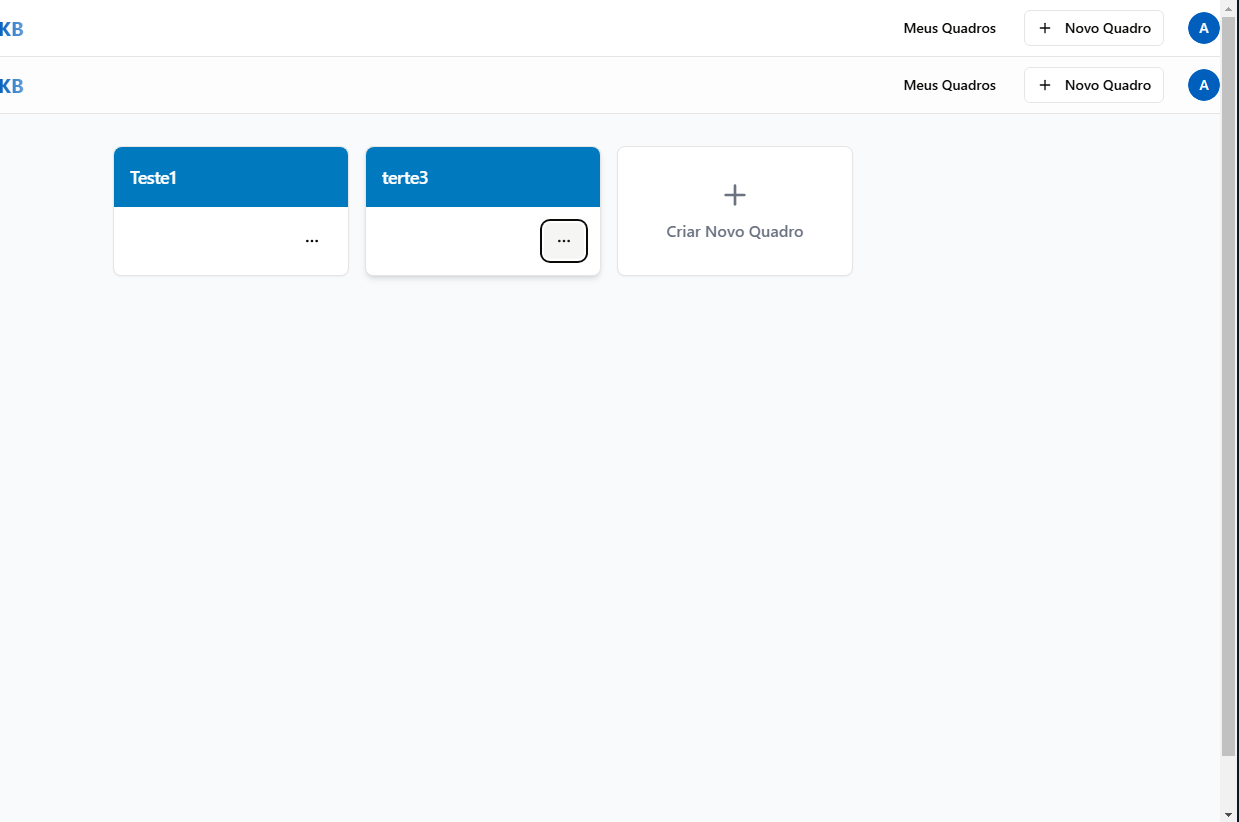 KB Meus Quadros + Novo Quadro A
KB Meus Quadros + Novo Quadro A
Teste1 terte3
... ...
Criar Novo Quadro